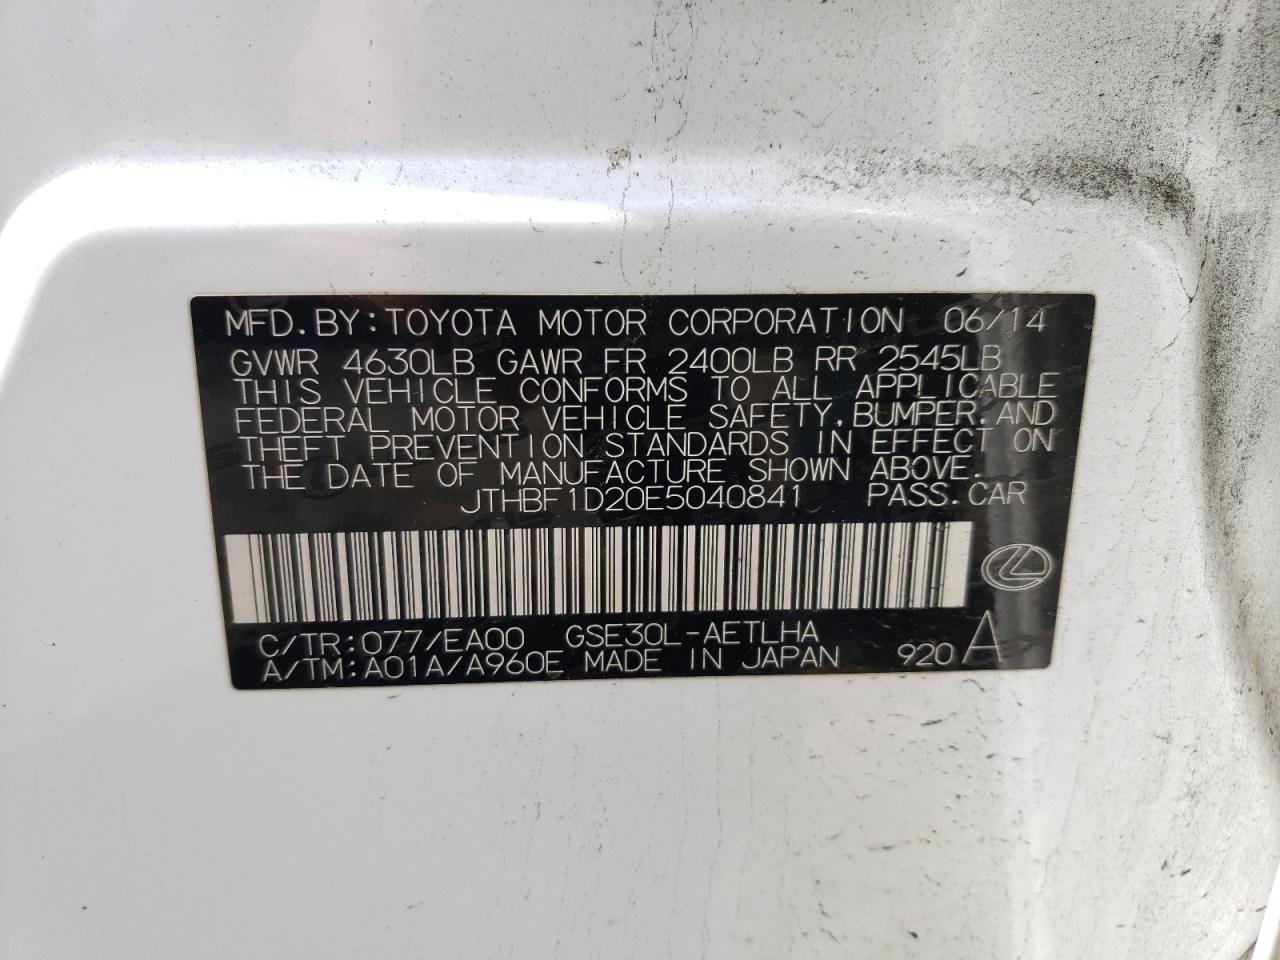 MFD.BY:TOYOTA MOTOR CORPORATION 06/14
GVWR 4630LB GAWR FR 2400LB RR 2545LB
THIS VEHICLE CONFORMS TO ALL APPLICABLE
FEDERAL MOTOR VEHICLE SAFETY,BUMPER,AND
THEFT PREVENTION STANDARDS IN EFFECT ON
THE DATE OF MANUFACTURE SHOWN ABOVE.
JTHBF1D20E5040841 PASS.CAR
C/TR:077/EA00 GSE30L-AETLHA
A/TM:A01A/A960E MADE IN JAPAN 920 A